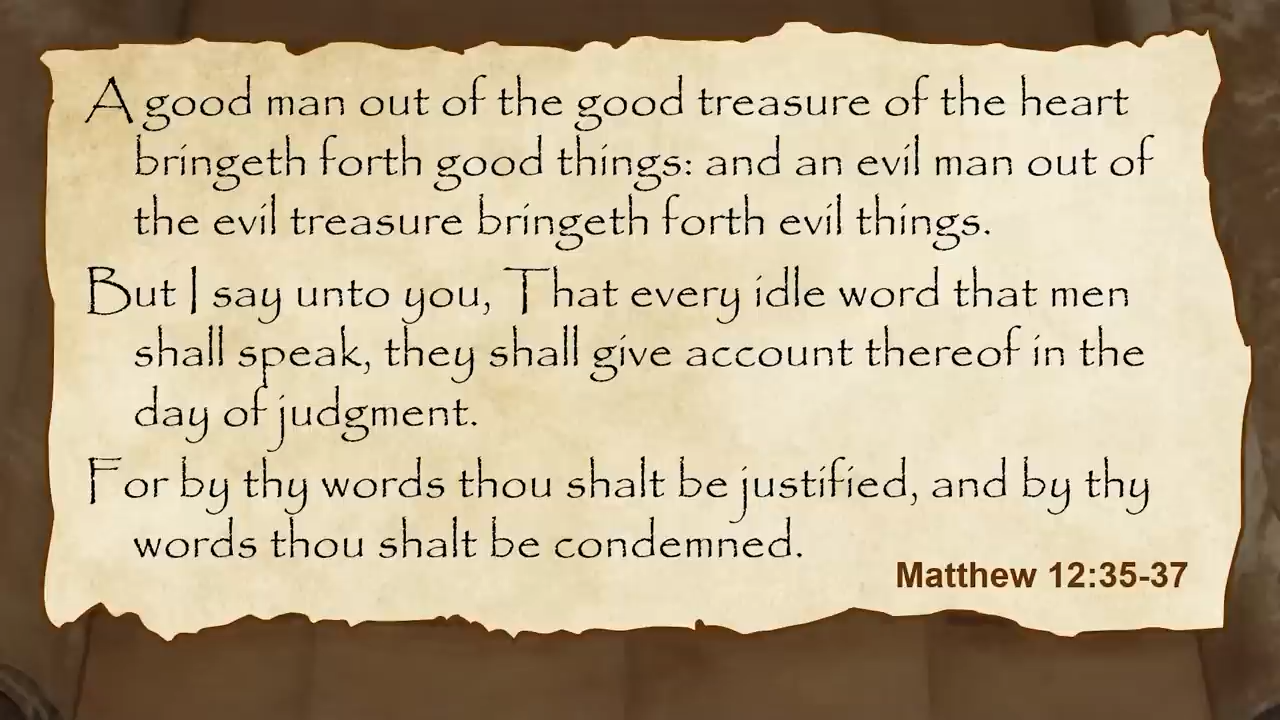 A good man out of the good treasure of the heart
bringeth forth good things: and an evil man out of
the evil treasure bringeth forth evil things.
But I say unto you, That every idle word that men
shall speak, they shall give account thereof in the
day of judgment.
For by thy words thou shalt be justified, and by thy
words thou shalt be condemned.
Matthew 12:35-37